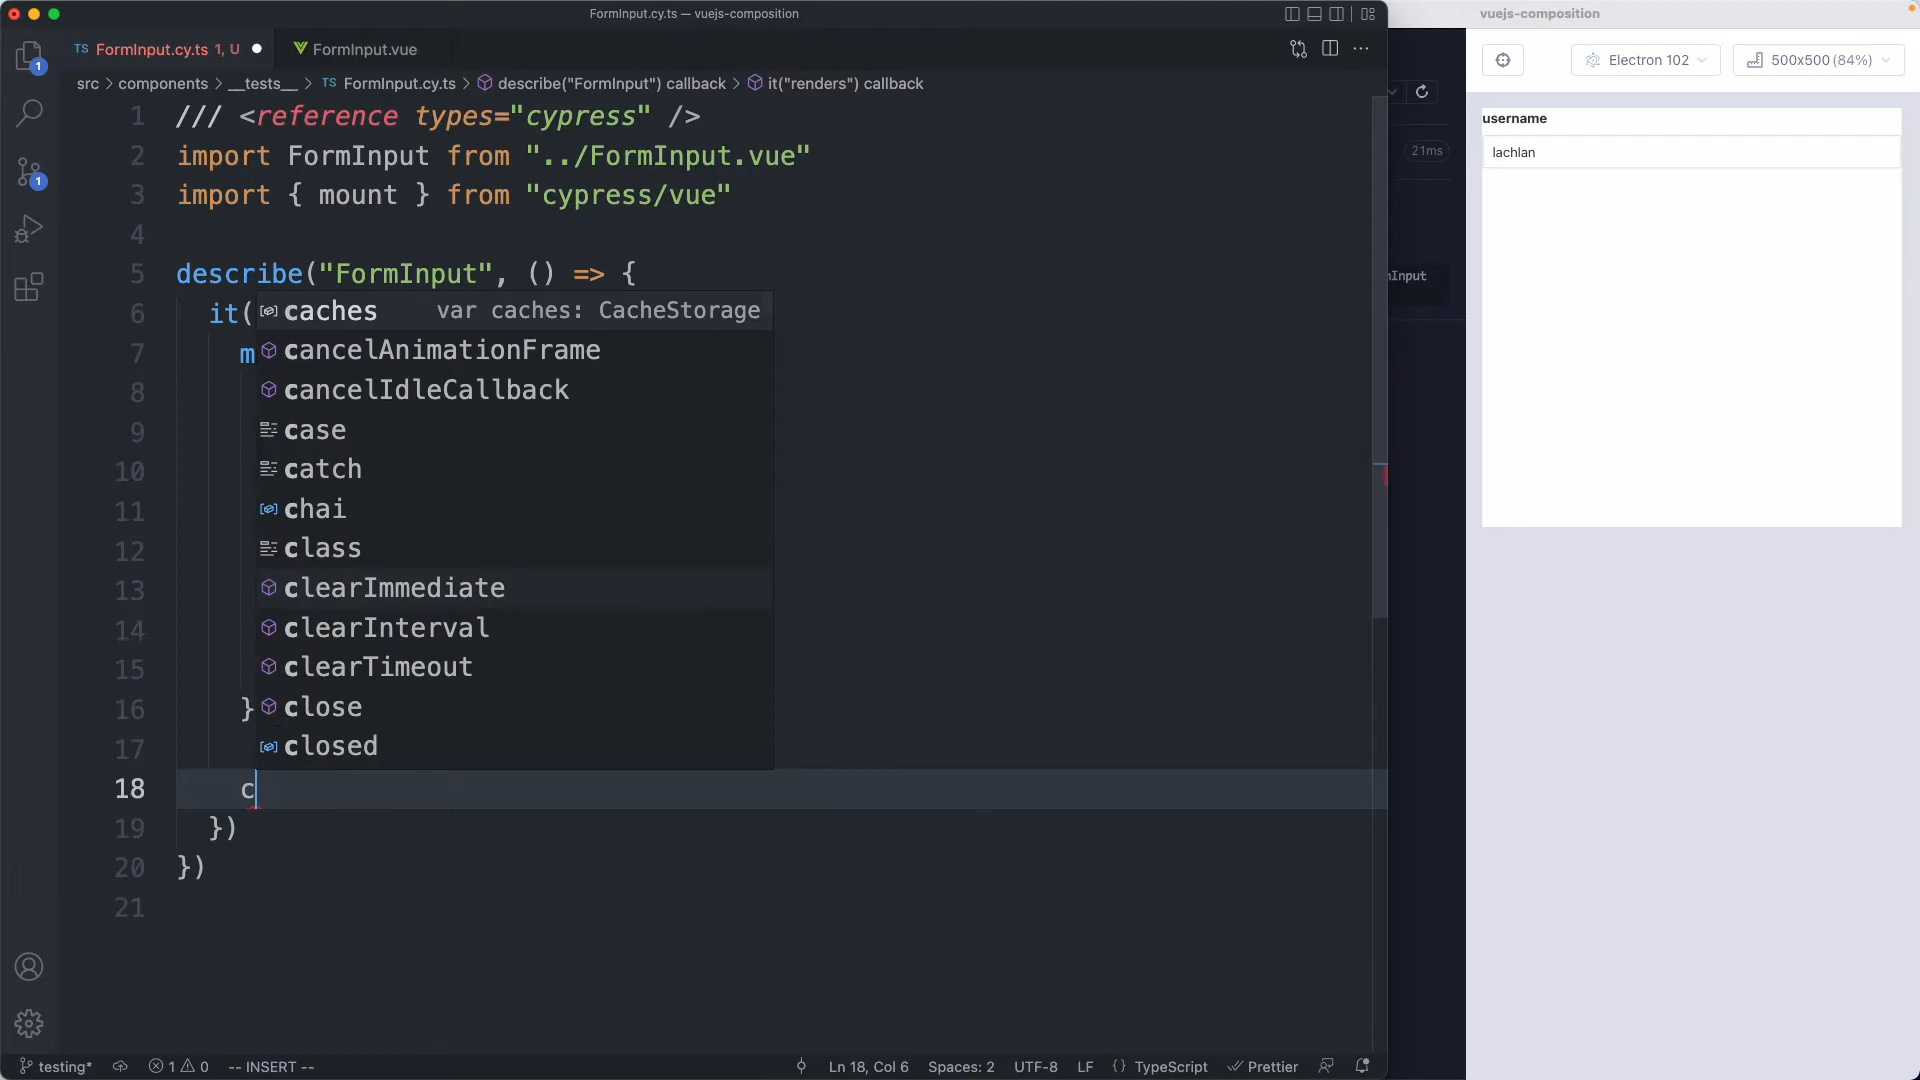 FormInput.cy.ts — vuejs-composition
vuejs-composition
TS FormInput.cy.ts 1, U
FormInput.vue
Electron 102
500x500 (84%)
src > components > __tests__ > TS FormInput.cy.ts > describe("FormInput") callback > it("renders") callback
1 /// <reference types="cypress" />
2 import FormInput from "../FormInput.vue"
3 import { mount } from "cypress/vue"
4
5 describe("FormInput", () => {
6 it(
7 m
8
9
10
11
12
13
14
15
16 }
17
18 c
19 })
20 })
21
caches var caches: CacheStorage
cancelAnimationFrame
cancelIdleCallback
case
catch
chai
class
clearImmediate
clearInterval
clearTimeout
close
closed
1
1
21ms
mInput
username
lachlan
testing* 1 0 -- INSERT -- Ln 18, Col 6 Spaces: 2 UTF-8 LF {} TypeScript Prettier